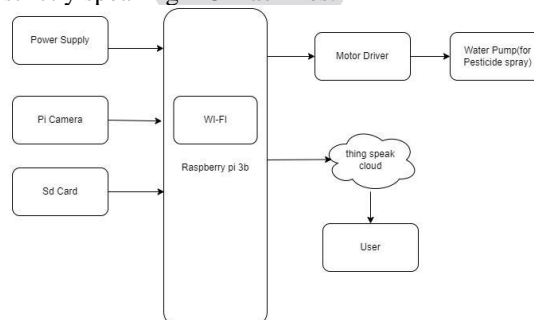 Power Supply
Pi Camera
Sd Card
WI-FI
Raspberry pi 3b
Motor Driver
Water Pump(for
Pesticide spray)
thing speak
cloud
User